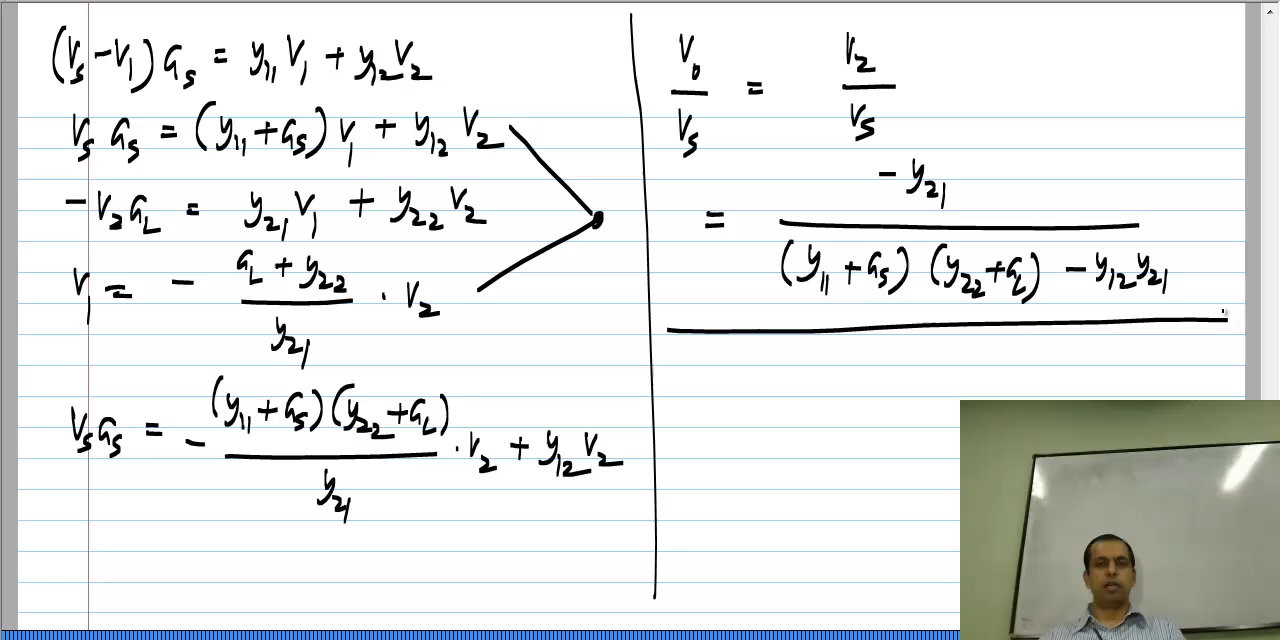 (Vs - V1) Gs = y11 V1 + y12 V2
Vs Gs = (y11 + Gs) V1 + y12 V2
- V2 GL = y21 V1 + y22 V2
V1 = - (GL + y22) / y21 · V2
Vs Gs = - (y11 + Gs)(y22 + GL) / y21 · V2 + y12 V2
Vo / Vs = V2 / Vs
= - y21 / (y11 + Gs) (y22 + GL) - y12 y21